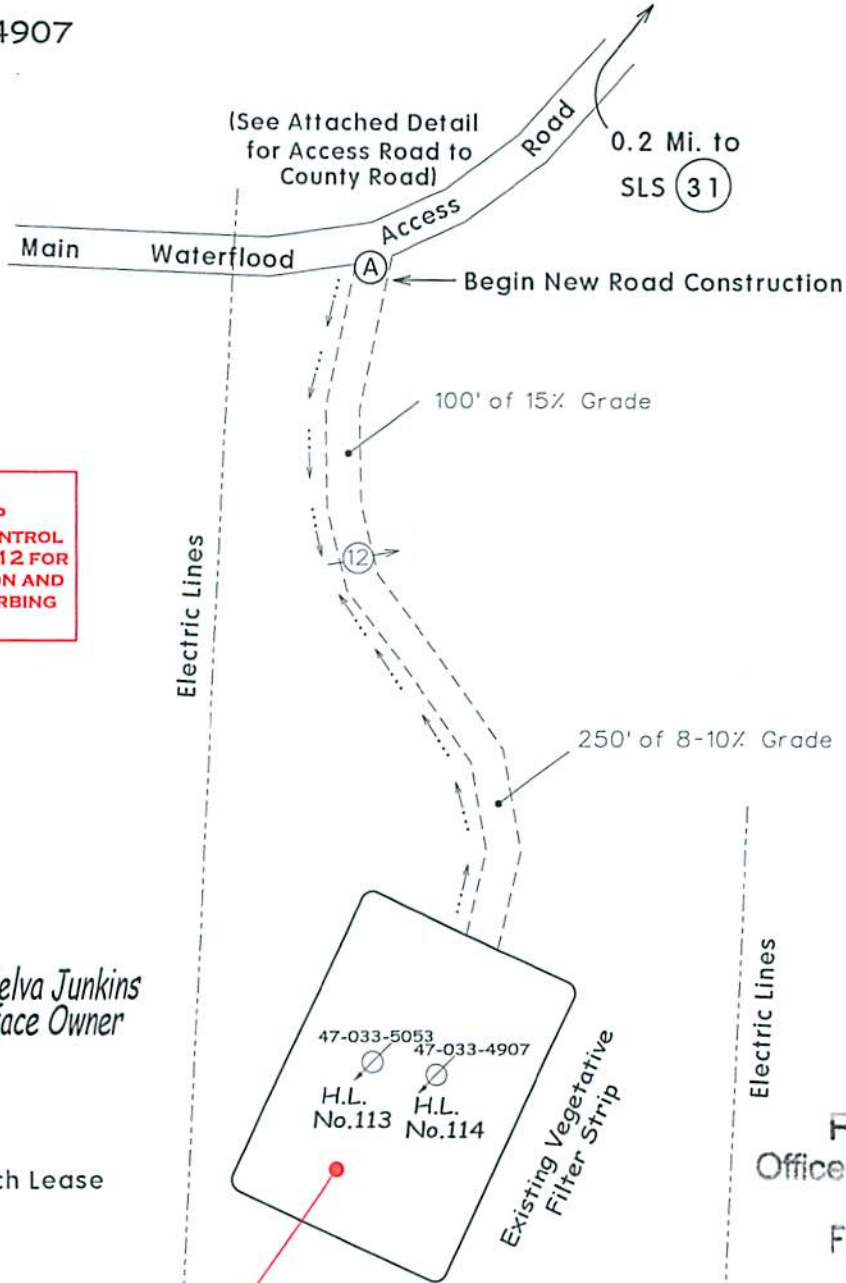 4907
(See Attached Detail
for Access Road to
County Road)
0.2 Mi. to
SLS 31
Main Waterflood Access Road
A
Begin New Road Construction
100' of 15% Grade
NTROL
12 FOR
N AND
RBING
Electric Lines
12
250' of 8-10% Grade
elva Junkins
ace Owner
47-033-5053
47-033-4907
H.L.
No.113
H.L.
No.114
Existing Vegetative
Filter Strip
Electric Lines
ch Lease
Office
F